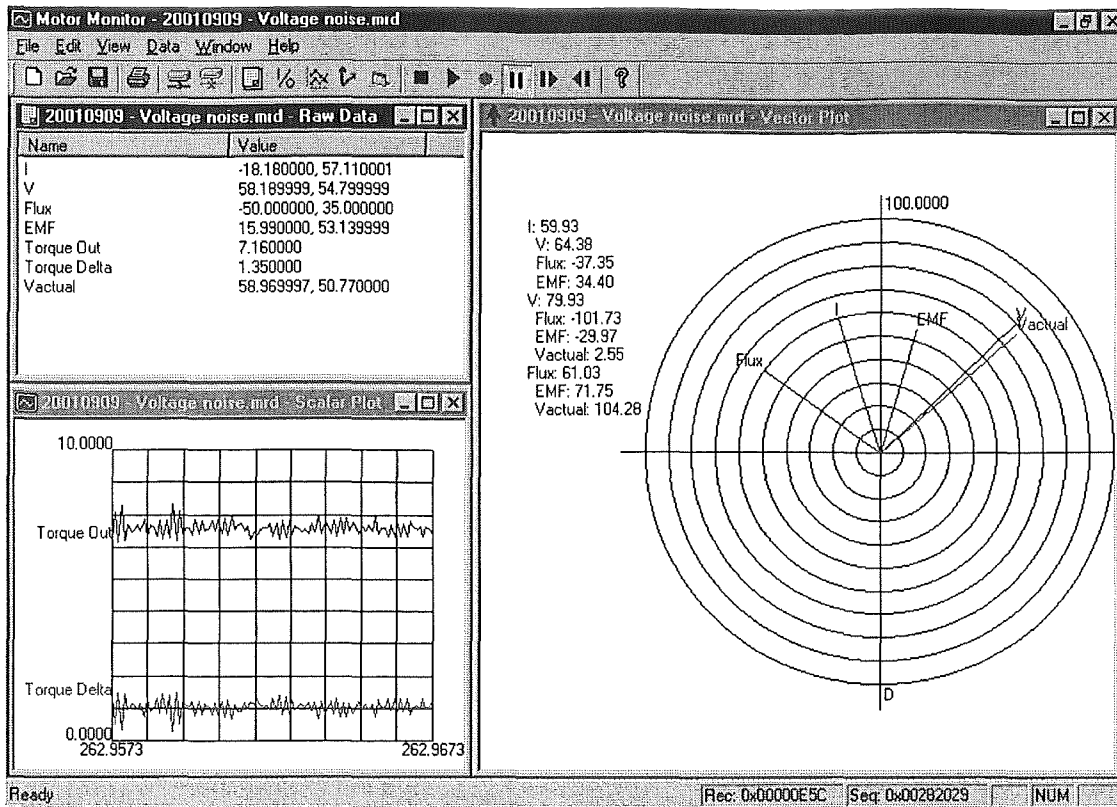 Motor Monitor - 20010909 - Voltage noise.mrd
File Edit View Data Window Help
20010909 - Voltage noise.mrd - Raw Data
Name Value
I -18.180000, 57.110001
V 58.189999, 54.799999
Flux -50.000000, 35.000000
EMF 15.990000, 53.139999
Torque Out 7.160000
Torque Delta 1.350000
Vactual 58.969997, 50.770000
20010909 - Voltage noise.mrd - Scalar Plot
10.0000
Torque Out
Torque Delta
0.0000
262.9573 262.9673
20010909 - Voltage noise.mrd - Vector Plot
100.0000
I: 59.93
V: 64.38
Flux: -37.35
EMF: 34.40
V: 79.93
Flux: -101.73
EMF: -29.97
Vactual: 2.55
Flux: 61.03
EMF: 71.75
Vactual: 104.28
I
EMF
V
Vactual
Flux
D
Ready Rec: 0x00000E5C Seq: 0x00282029 NUM